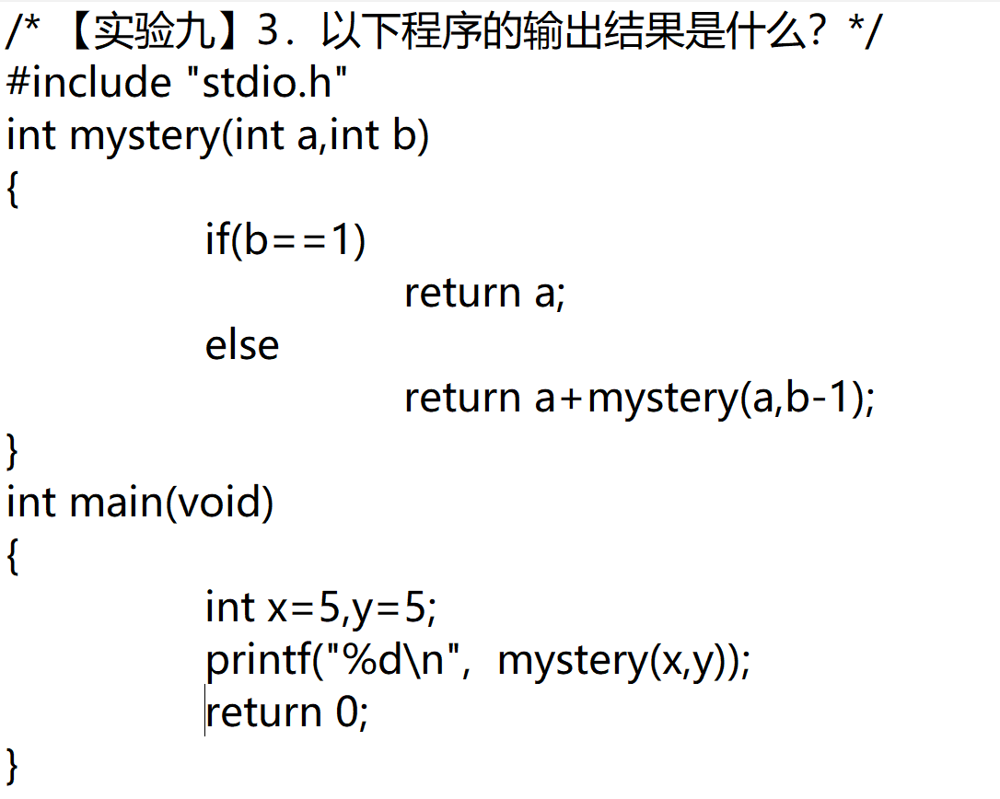 /* 【实验九】3．以下程序的输出结果是什么？*/
#include "stdio.h"
int mystery(int a,int b)
{
if(b==1)
return a;
else
return a+mystery(a,b-1);
}
int main(void)
{
int x=5,y=5;
printf("%d\n",  mystery(x,y));
return 0;
}